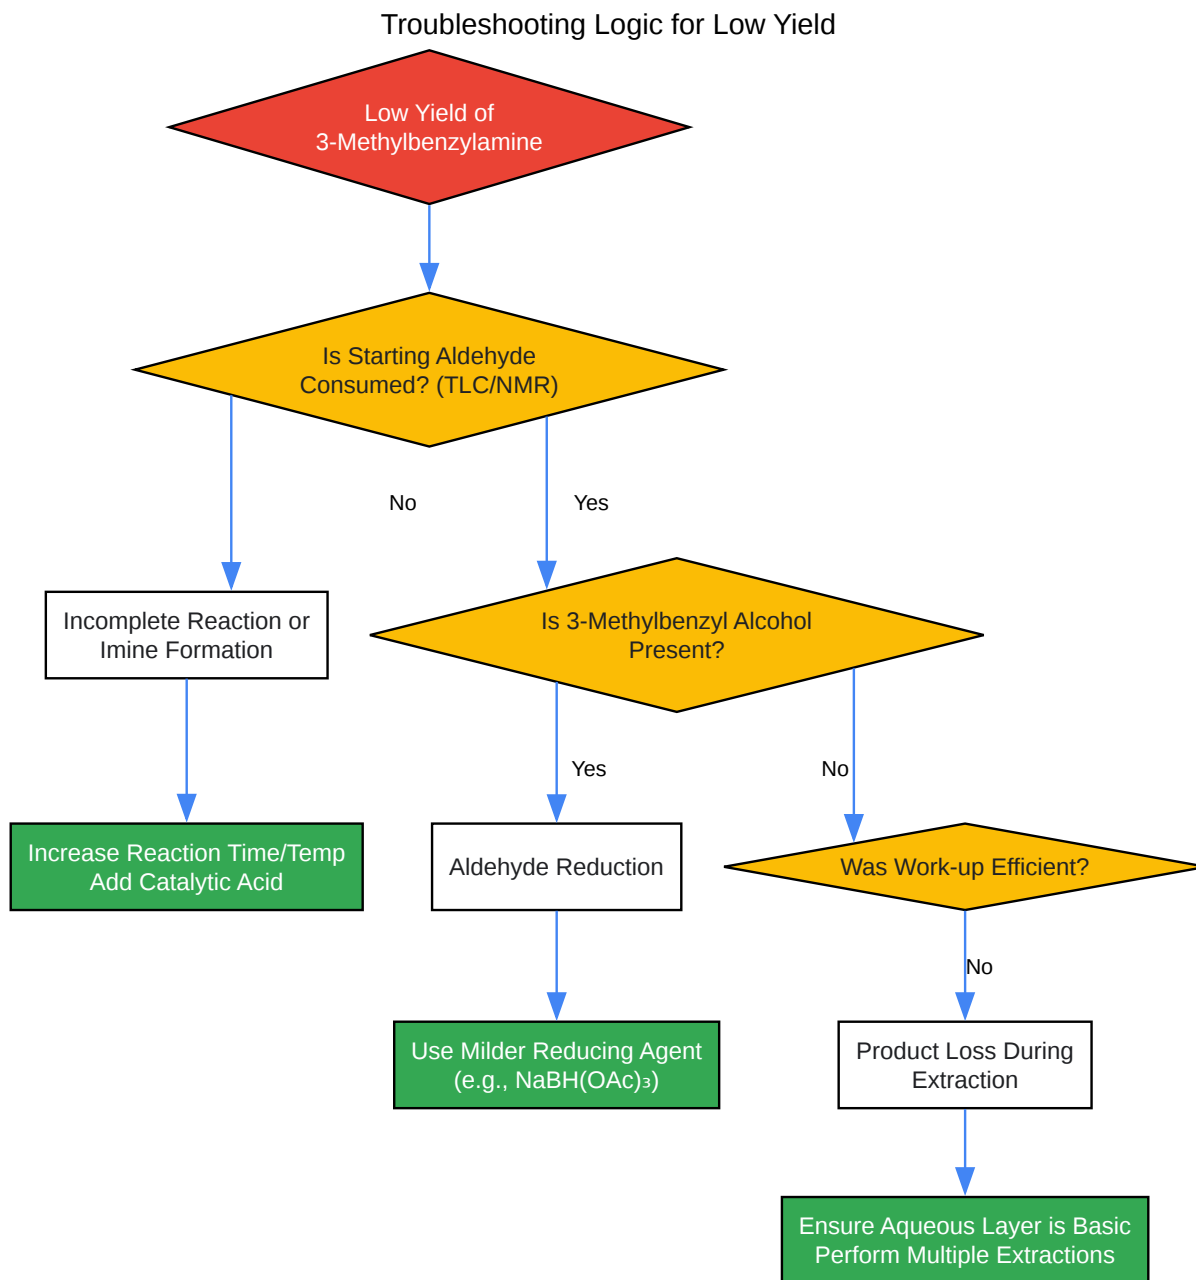 Troubleshooting Logic for Low Yield
Low Yield of
3-Methylbenzylamine
Is Starting Aldehyde
Consumed? (TLC/NMR)
No
Yes
Incomplete Reaction or
Imine Formation
Is 3-Methylbenzyl Alcohol
Present?
Yes
No
Increase Reaction Time/Temp
Add Catalytic Acid
Aldehyde Reduction
Was Work-up Efficient?
No
Use Milder Reducing Agent
(e.g., NaBH(OAc)₃)
Product Loss During
Extraction
Ensure Aqueous Layer is Basic
Perform Multiple Extractions